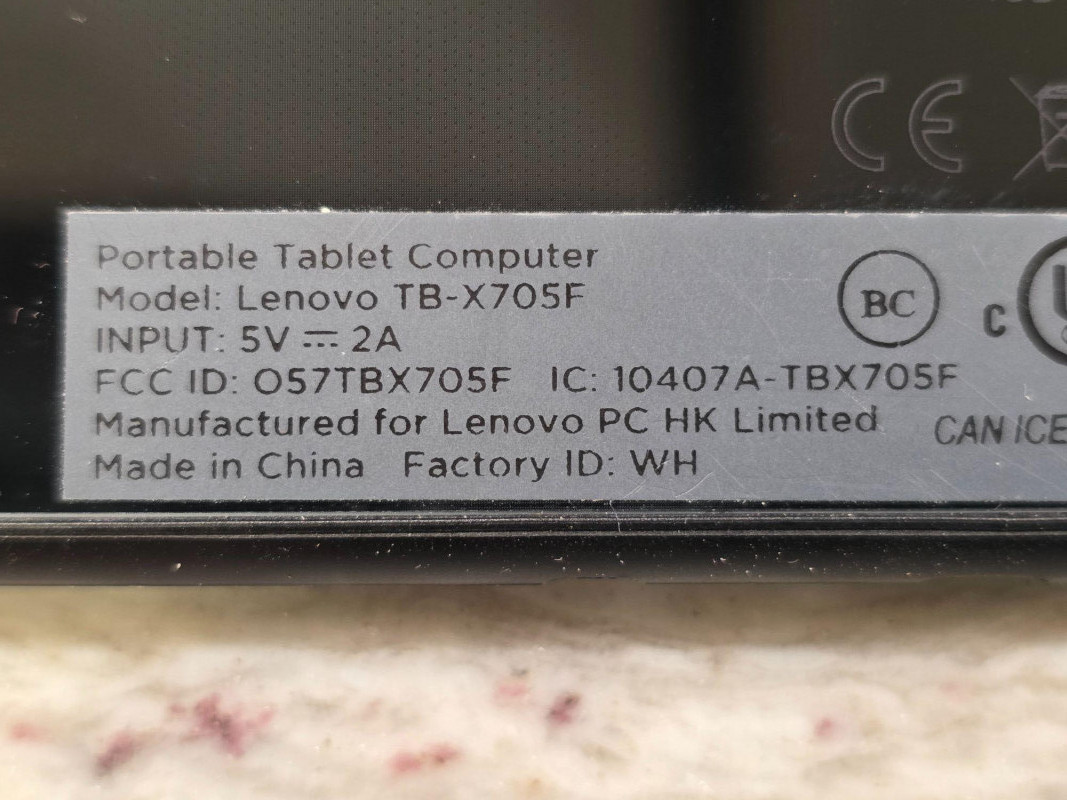 CE
Portable Tablet Computer
Model: Lenovo TB-X705F
BC
C
INPUT: 5V ⎓ 2A
FCC ID: O57TBX705F IC: 10407A-TBX705F
Manufactured for Lenovo PC HK Limited
CAN ICE
Made in China Factory ID: WH